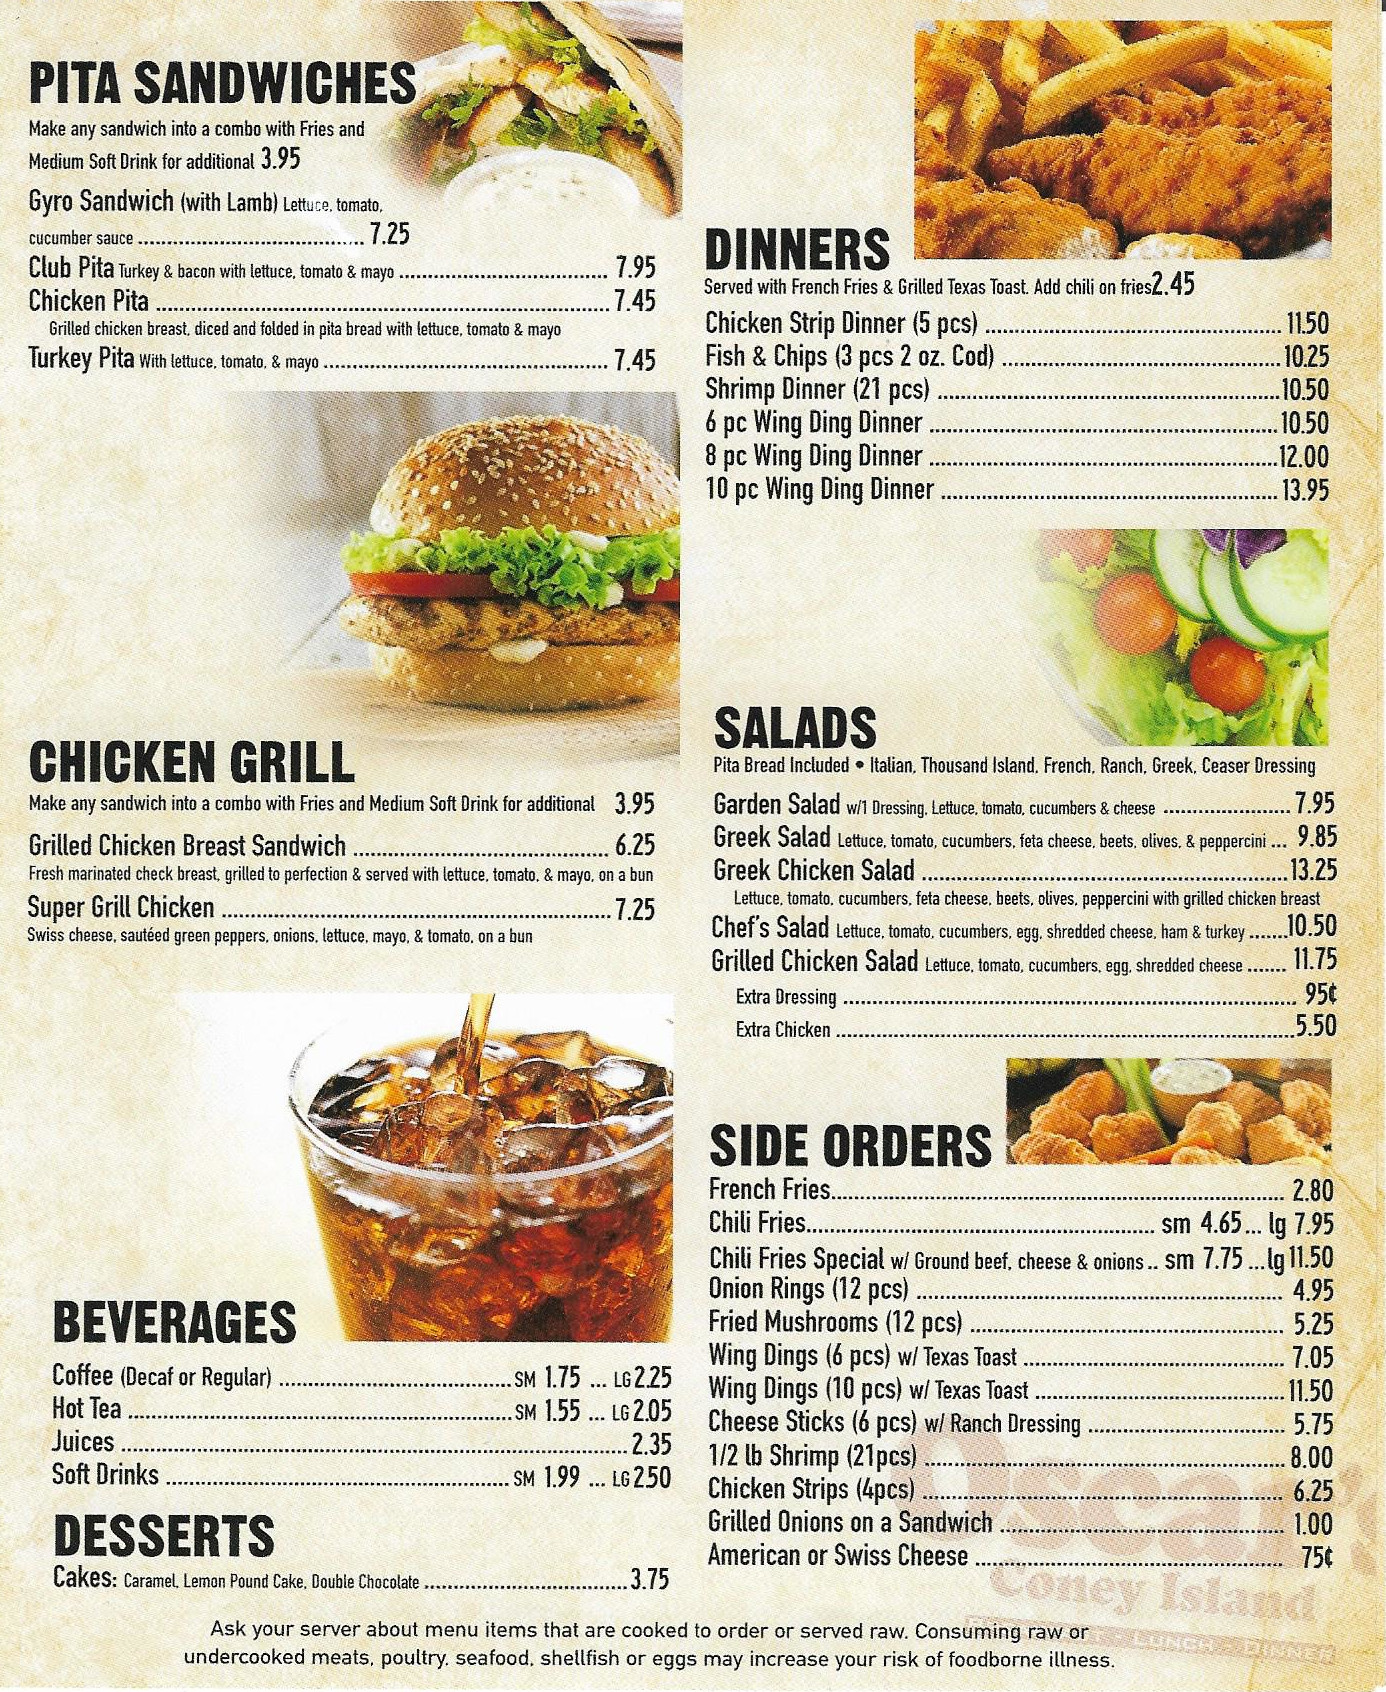 PITA SANDWICHES
Make any sandwich into a combo with Fries and
Medium Soft Drink for additional 3.95
Gyro Sandwich (with Lamb) Lettuce, tomato,
cucumber sauce ........ 7.25
Club Pita Turkey & bacon with lettuce, tomato & mayo ........ 7.95
Chicken Pita ........ 7.45
Grilled chicken breast, diced and folded in pita bread with lettuce, tomato & mayo
Turkey Pita With lettuce, tomato, & mayo ........ 7.45
CHICKEN GRILL
Make any sandwich into a combo with Fries and Medium Soft Drink for additional 3.95
Grilled Chicken Breast Sandwich ........ 6.25
Fresh marinated check breast, grilled to perfection & served with lettuce, tomato, & mayo, on a bun
Super Grill Chicken ........ 7.25
Swiss cheese, sautéed green peppers, onions, lettuce, mayo, & tomato, on a bun
BEVERAGES
Coffee (Decaf or Regular) ........ SM 1.75 ... LG 2.25
Hot Tea ........ SM 1.55 ... LG 2.05
Juices ........ 2.35
Soft Drinks ........ SM 1.99 ... LG 2.50
DESSERTS
Cakes: Caramel, Lemon Pound Cake, Double Chocolate ........ 3.75
DINNERS
Served with French Fries & Grilled Texas Toast. Add chili on fries 2.45
Chicken Strip Dinner (5 pcs) ........ 11.50
Fish & Chips (3 pcs 2 oz. Cod) ........ 10.25
Shrimp Dinner (21 pcs) ........ 10.50
6 pc Wing Ding Dinner ........ 10.50
8 pc Wing Ding Dinner ........ 12.00
10 pc Wing Ding Dinner ........ 13.95
SALADS
Pita Bread Included • Italian, Thousand Island, French, Ranch, Greek, Ceaser Dressing
Garden Salad w/1 Dressing, Lettuce, tomato, cucumbers & cheese ........ 7.95
Greek Salad Lettuce, tomato, cucumbers, feta cheese, beets, olives, & peppercini ... 9.85
Greek Chicken Salad ........ 13.25
Lettuce, tomato, cucumbers, feta cheese, beets, olives, peppercini with grilled chicken breast
Chef's Salad Lettuce, tomato, cucumbers, egg, shredded cheese, ham & turkey ....... 10.50
Grilled Chicken Salad Lettuce, tomato, cucumbers, egg, shredded cheese ....... 11.75
Extra Dressing ........ 95¢
Extra Chicken ........ 5.50
SIDE ORDERS
French Fries ........ 2.80
Chili Fries ........ sm 4.65... lg 7.95
Chili Fries Special w/ Ground beef, cheese & onionions .. sm 7.75 ...lg 11.50
Onion Rings (12 pcs) ........ 4.95
Fried Mushrooms (12 pcs) ........ 5.25
Wing Dings (6 pcs) w/ Texas Toast ........ 7.05
Wing Dings (10 pcs) w/ Texas Toast ........ 11.50
Cheese Sticks (6 pcs) w/ Ranch Dressing ........ 5.75
1/2 lb Shrimp (21pcs) ........ 8.00
Chicken Strips (4pcs) ........ 6.25
Grilled Onions on a Sandwich ........ 1.00
American or Swiss Cheese ........ 75¢
Coney Island
LUNCH - DINNER
Ask your server about menu items that are cooked to order or served raw. Consuming raw or
undercooked meats, poultry, seafood, shellfish or eggs may increase your risk of foodborne illness.